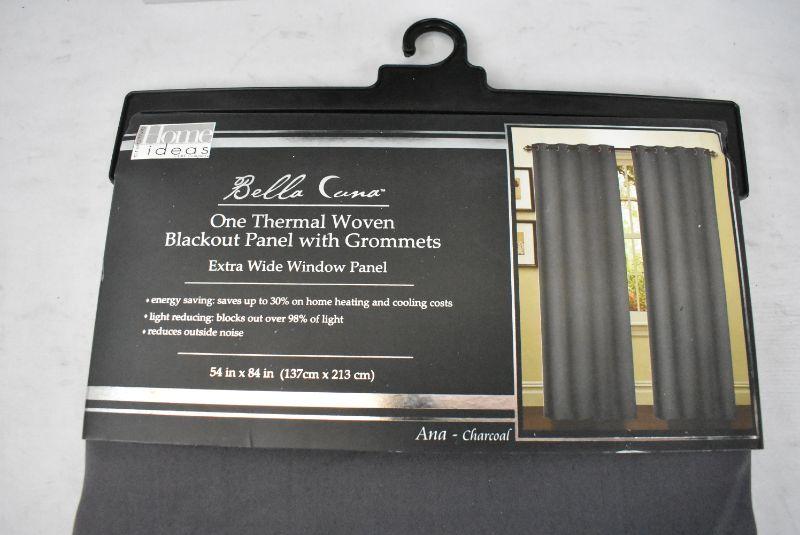 Home
ideas
Bella Cuna™
One Thermal Woven
Blackout Panel with Grommets
Extra Wide Window Panel
• energy saving: saves up to 30% on home heating and cooling costs
• light reducing: blocks out over 98% of light
• reduces outside noise
54 in x 84 in (137cm x 213 cm)
Ana - Charcoal